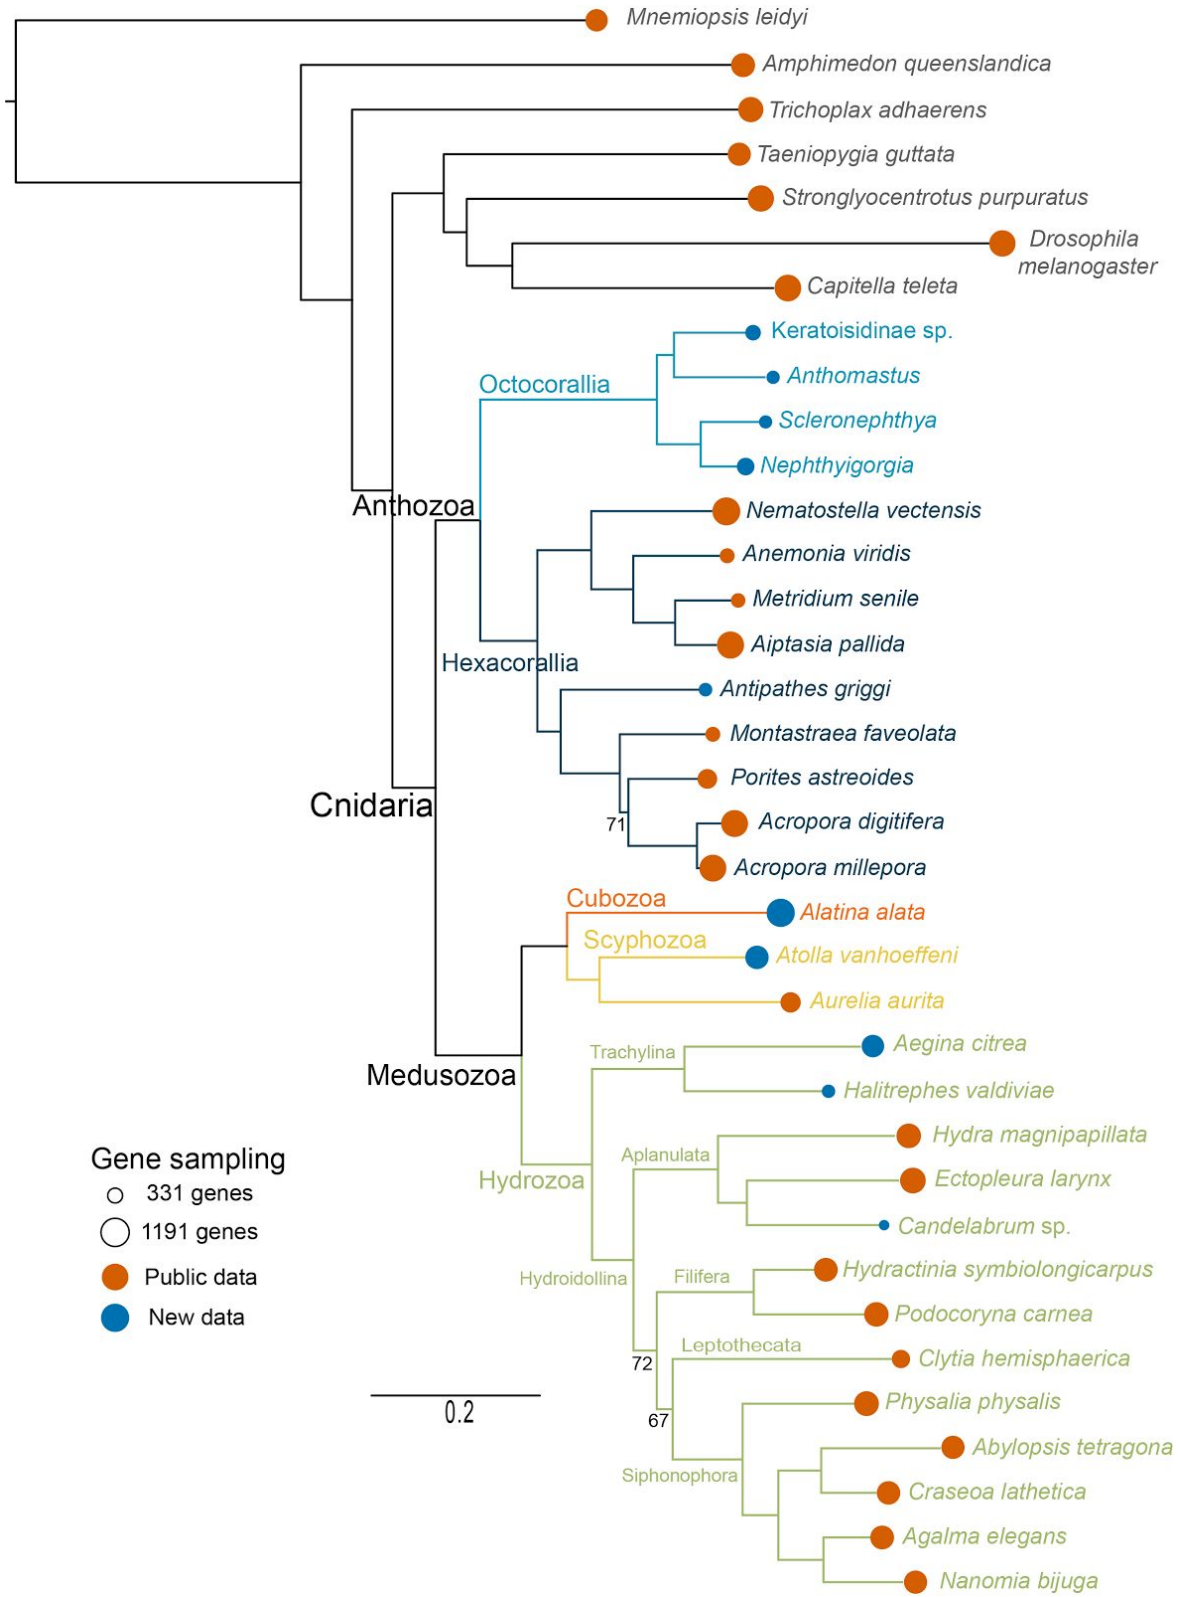 Mnemiopsis leidyi
Amphimedon queenslandica
Trichoplax adhaerens
Taeniopygia guttata
Stronglyocentrotus purpuratus
Drosophila
melanogaster
Capitella teleta
Keratoisidinae sp.
Octocorallia
Anthomastus
Scleronephthya
Nephthyigorgia
Anthozoa
Nematostella vectensis
Anemonia viridis
Metridium senile
Aiptasia pallida
Hexacorallia
Antipathes griggi
Montastraea faveolata
Porites astreoides
Cnidaria
71
Acropora digitifera
Acropora millepora
Cubozoa
Alatina alata
Scyphozoa
Atolla vanhoeffeni
Aurelia aurita
Trachylina
Aegina citrea
Medusozoa
Halitrephes valdiviae
Hydra magnipapillata
Aplanulata
Hydrozoa
Ectopleura larynx
Candelabrum sp.
Gene sampling
331 genes
1191 genes
Public data
New data
Hydroidollina
Filifera
Hydractinia symbiolongicarpus
Podocoryna carnea
Leptothecata
72
Clytia hemisphaerica
0.2
67
Physalia physalis
Abylopsis tetragona
Siphonophora
Craseoa lathetica
Agalma elegans
Nanomia bijuga